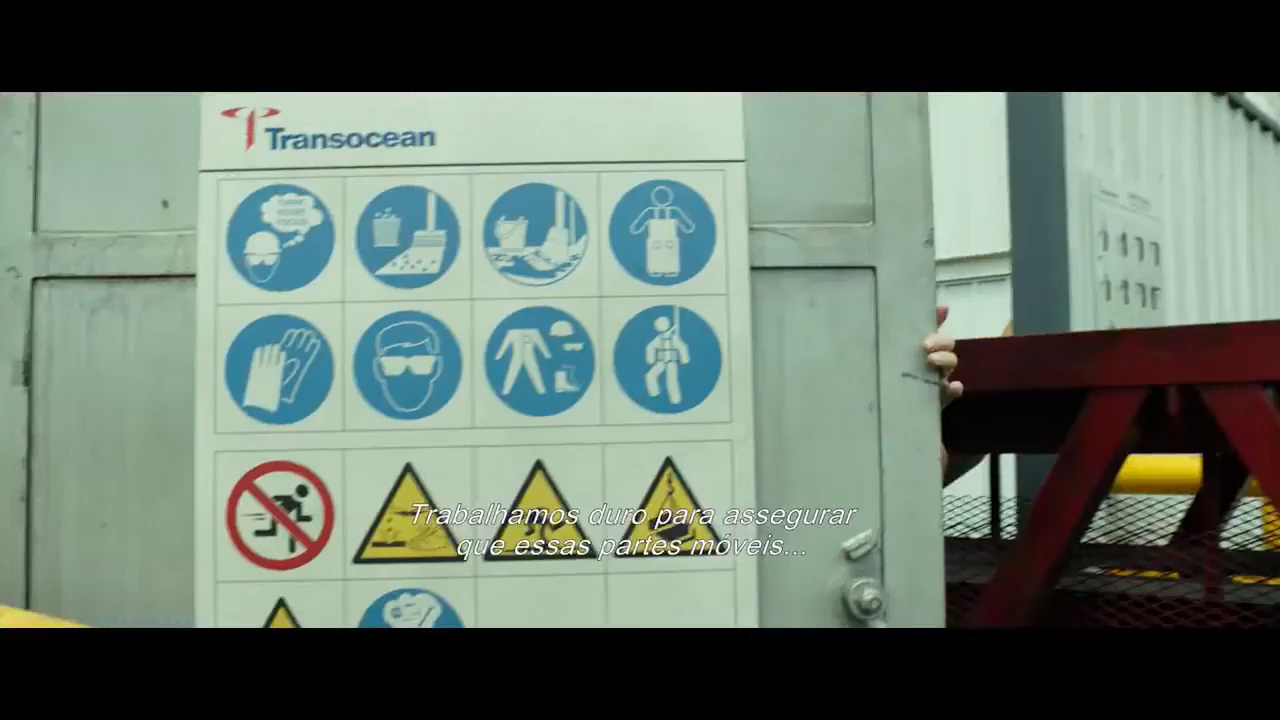 Transocean
Trabalhamos duro para assegurar
que essas partes móveis...